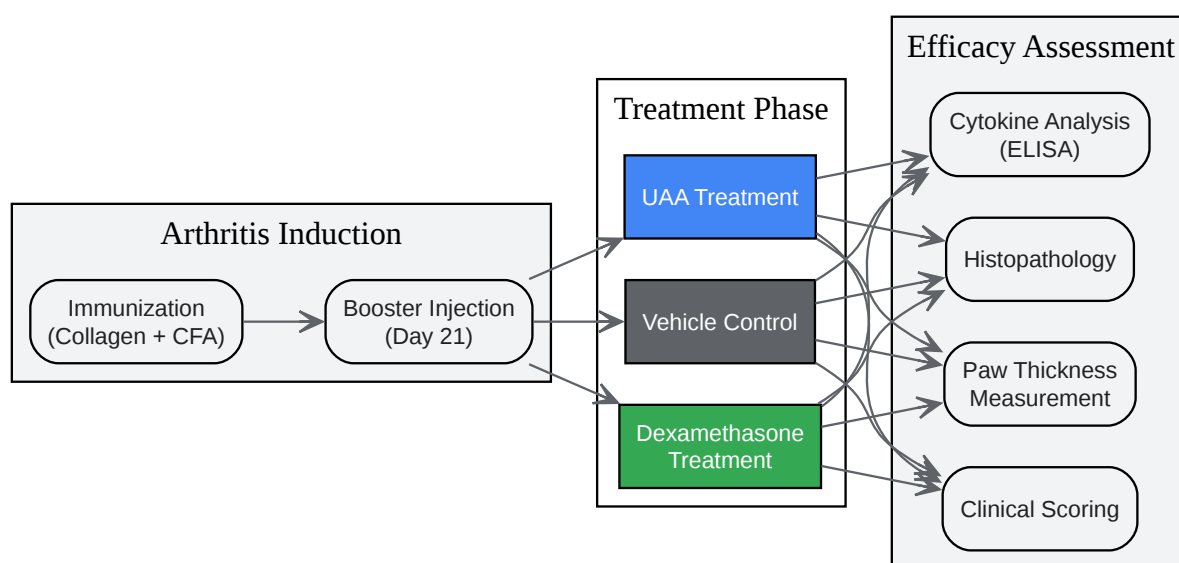 Arthritis Induction
Immunization
(Collagen + CFA)
Booster Injection
(Day 21)
Treatment Phase
UAA Treatment
Vehicle Control
Dexamethasone
Treatment
Efficacy Assessment
Cytokine Analysis
(ELISA)
Histopathology
Paw Thickness
Measurement
Clinical Scoring